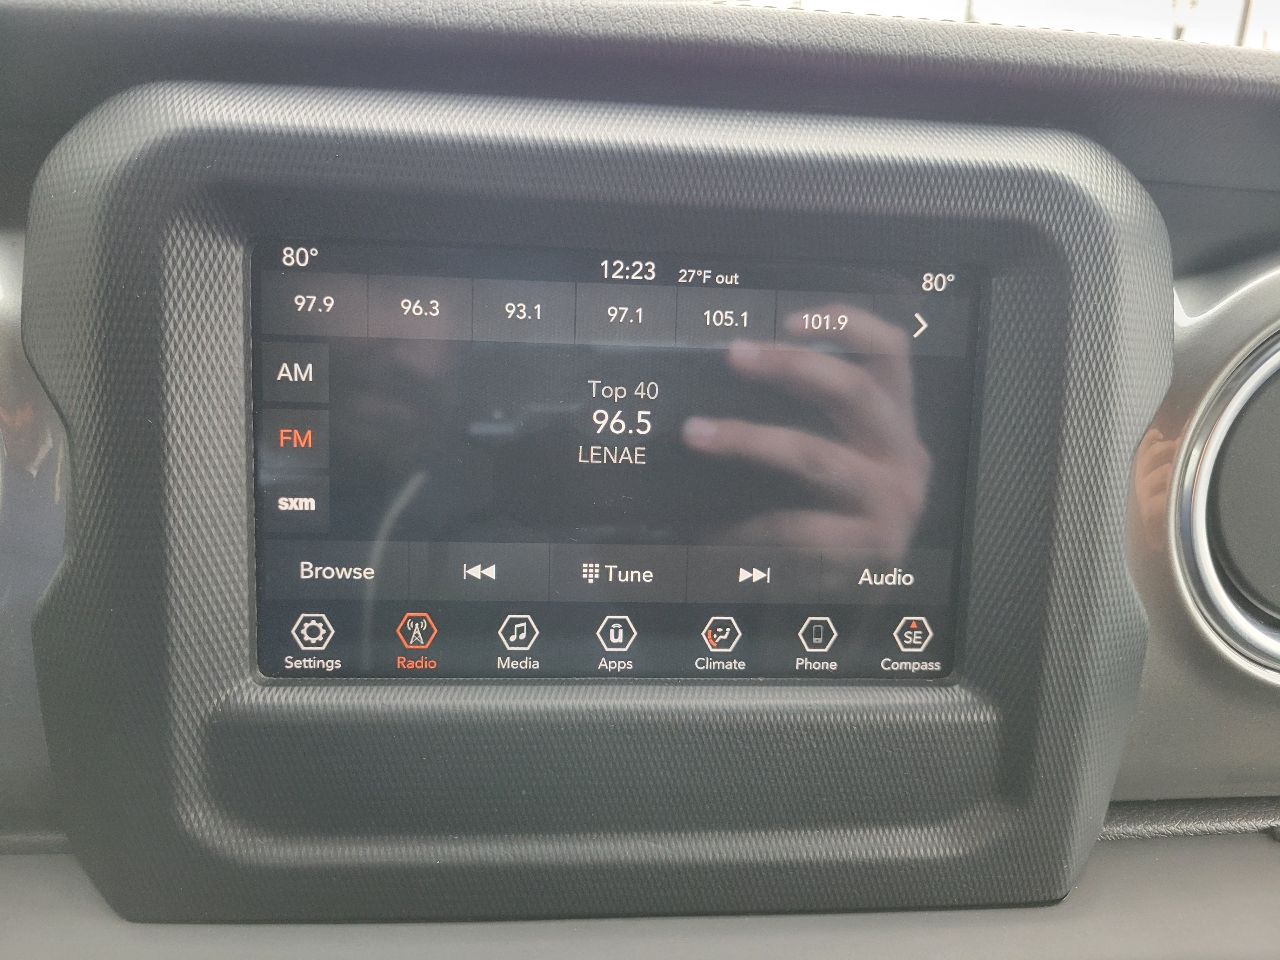 80° 12:23 27°F out 80°
97.9 96.3 93.1 97.1 105.1 101.9
AM
FM
sxm
Top 40
96.5
LENAE
Browse Tune Audio
ū SE
Settings Radio Media Apps Climate Phone Compass